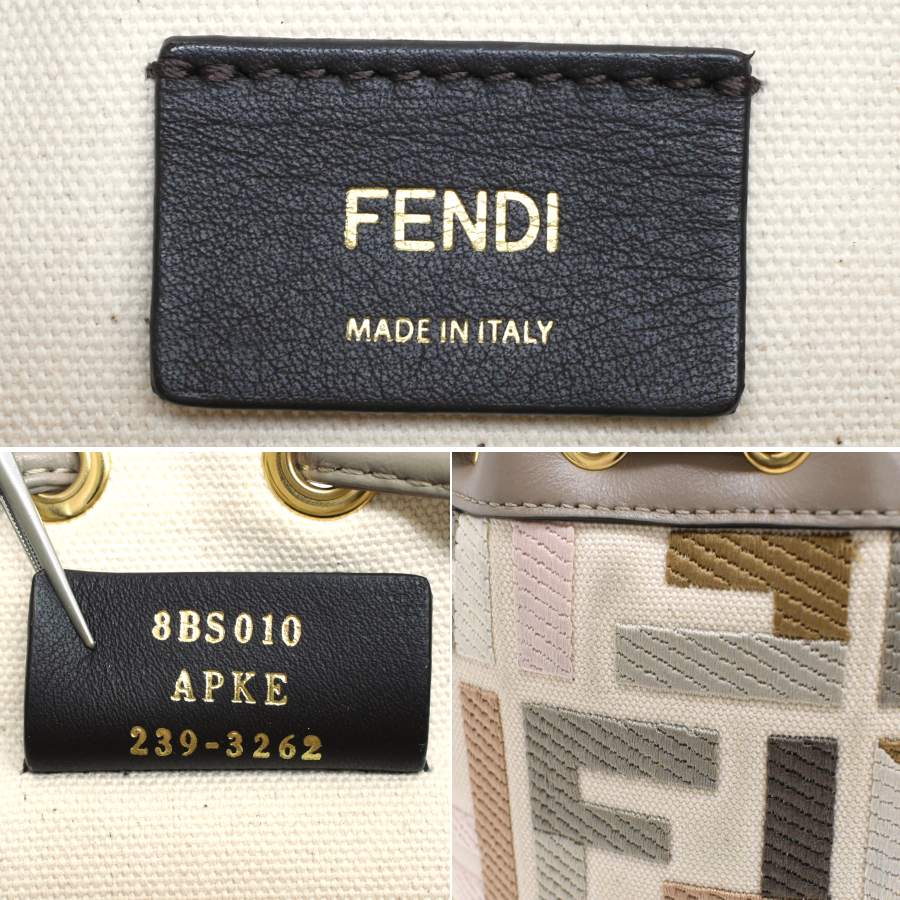 FENDI
MADE IN ITALY
8BS010
APKE
239-3262